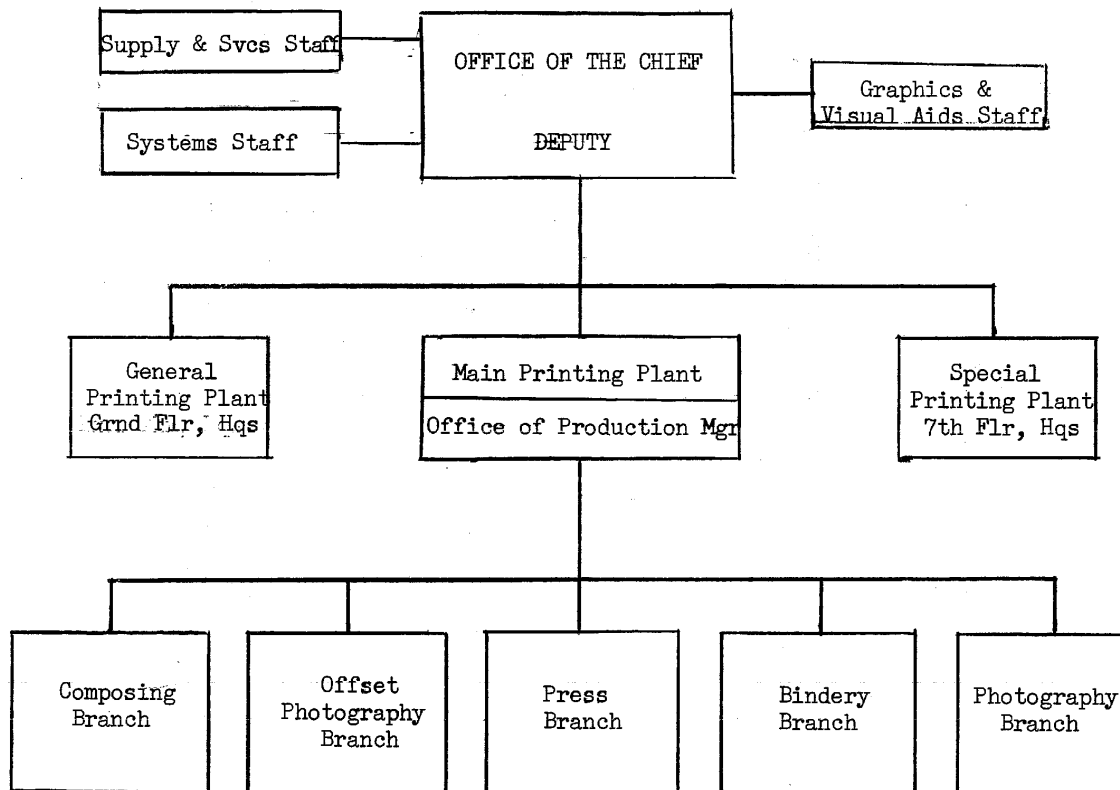 Supply & Svcs Staff
OFFICE OF THE CHIEF
DEPUTY
Systems Staff
Graphics &
Visual Aids Staff
General
Printing Plant
Grnd Flr, Hqs
Main Printing Plant
Office of Production Mgr
Special
Printing Plant
7th Flr, Hqs
Composing
Branch
Offset
Photography
Branch
Press
Branch
Bindery
Branch
Photography
Branch